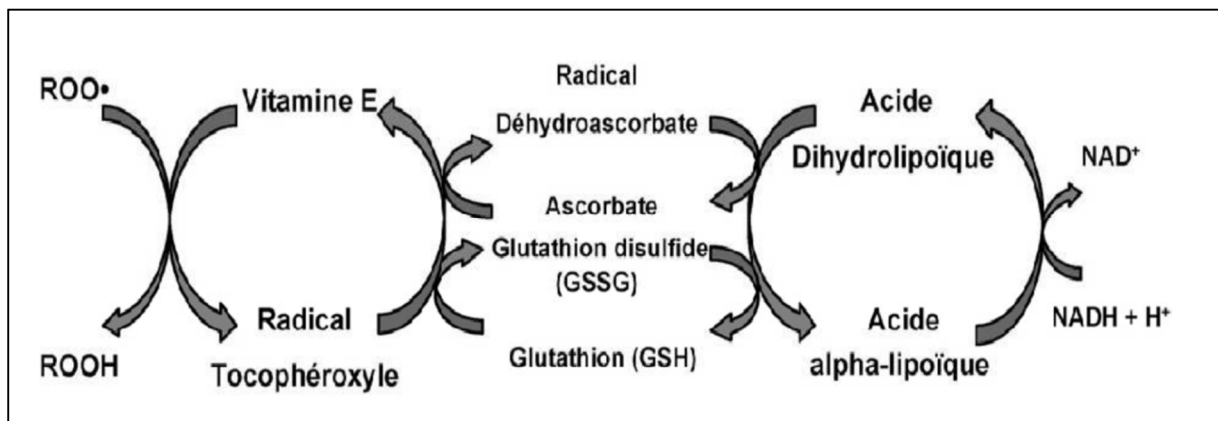 ROO•
Vitamine E
Radical
Déhydroascorbate
Acide
Dihydrolipoïque
NAD⁺
Ascorbate
Glutathion disulfide
(GSSG)
ROOH
Radical
Tocophéroxyle
Glutathion (GSH)
Acide
alpha-lipoïque
NADH + H⁺